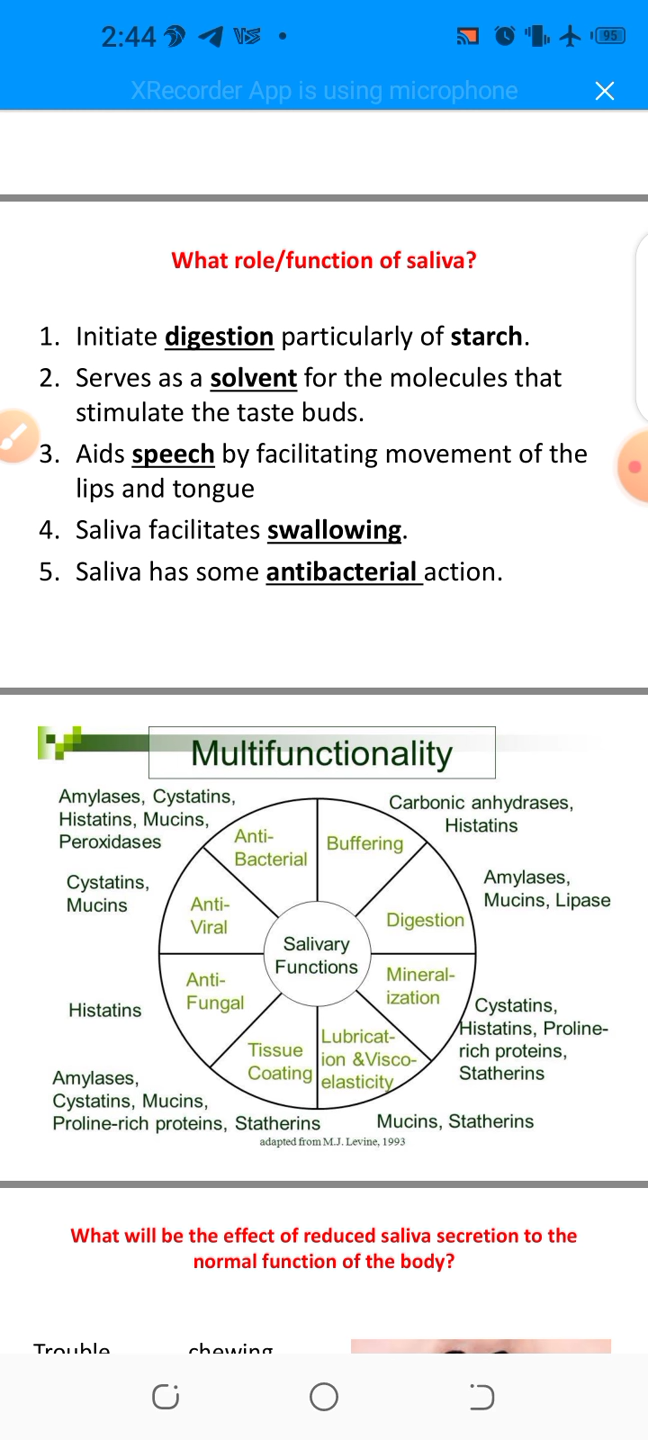 2:44
95
XRecorder App is using microphone
What role/function of saliva?
1. Initiate digestion particularly of starch.
2. Serves as a solvent for the molecules that
stimulate the taste buds.
3. Aids speech by facilitating movement of the
lips and tongue
4. Saliva facilitates swallowing.
5. Saliva has some antibacterial action.
Multifunctionality
Amylases, Cystatins,
Histatins, Mucins,
Peroxidases
Carbonic anhydrases,
Histatins
Anti-
Bacterial
Buffering
Cystatins,
Mucins
Amylases,
Mucins, Lipase
Anti-
Viral
Digestion
Salivary
Functions
Anti-
Fungal
Mineral-
ization
Histatins
Cystatins,
Histatins, Proline-
rich proteins,
Statherins
Tissue
Coating
Lubricat-
ion &Visco-
elasticity
Amylases,
Cystatins, Mucins,
Proline-rich proteins, Statherins
Mucins, Statherins
adapted from M.J. Levine, 1993
What will be the effect of reduced saliva secretion to the
normal function of the body?
Trouble chewing